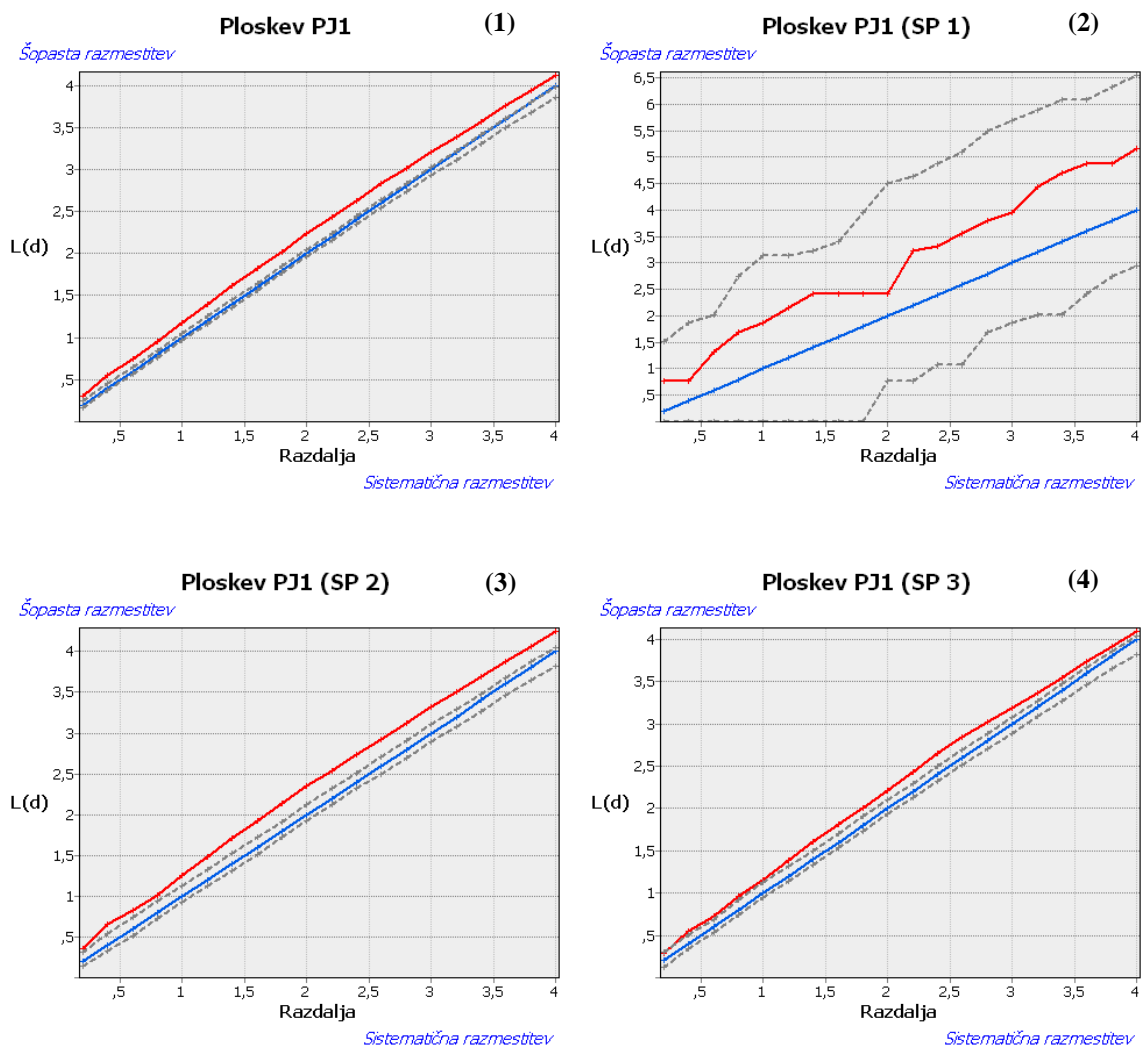 Ploskev PJ1 (1)
Šopasta razmestitev
4
3,5
L(d)
2,5
2
1,5
1
,5
,5 1 1,5 2 2,5 3 3,5 4
Razdalja
Sistematična razmestitev
Ploskev PJ1 (SP 1) (2)
Šopasta razmestitev
6,5
6
5,5
5
4,5
4
3,5
L(d)
3
2,5
2
1,5
1
,5
,5 1 1,5 2 2,5 3 3,5 4
Razdalja
Sistematična razmestitev
Ploskev PJ1 (SP 2) (3)
Šopasta razmestitev
4
3,5
3
L(d)
2,5
2
1,5
1
,5
,5 1 1,5 2 2,5 3 3,5 4
Razdalja
Sistematična razmestitev
Ploskev PJ1 (SP 3) (4)
Šopasta razmestitev
4
3,5
3
L(d)
2,5
2
1,5
1
,5
,5 1 1,5 2 2,5 3 3,5 4
Razdalja
Sistematična razmestitev